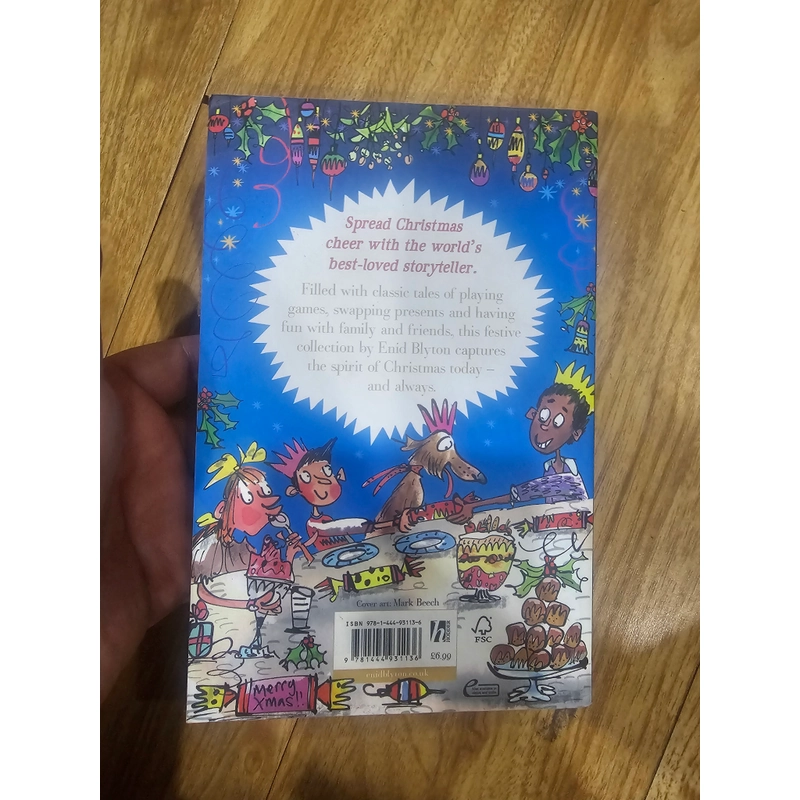 Spread Christmas
cheer with the world's
best-loved storyteller.
Filled with classic tales of playing
games, swapping presents and having
fun with family and friends, this festive
collection by Enid Blyton captures
the spirit of Christmas today –
and always.
Cover art: Mark Beech
ISBN 978-1-444-93113-6
9 781444 931136
h
£6.99
FSC
enidblyton.co.uk
Merry
Xmas!!